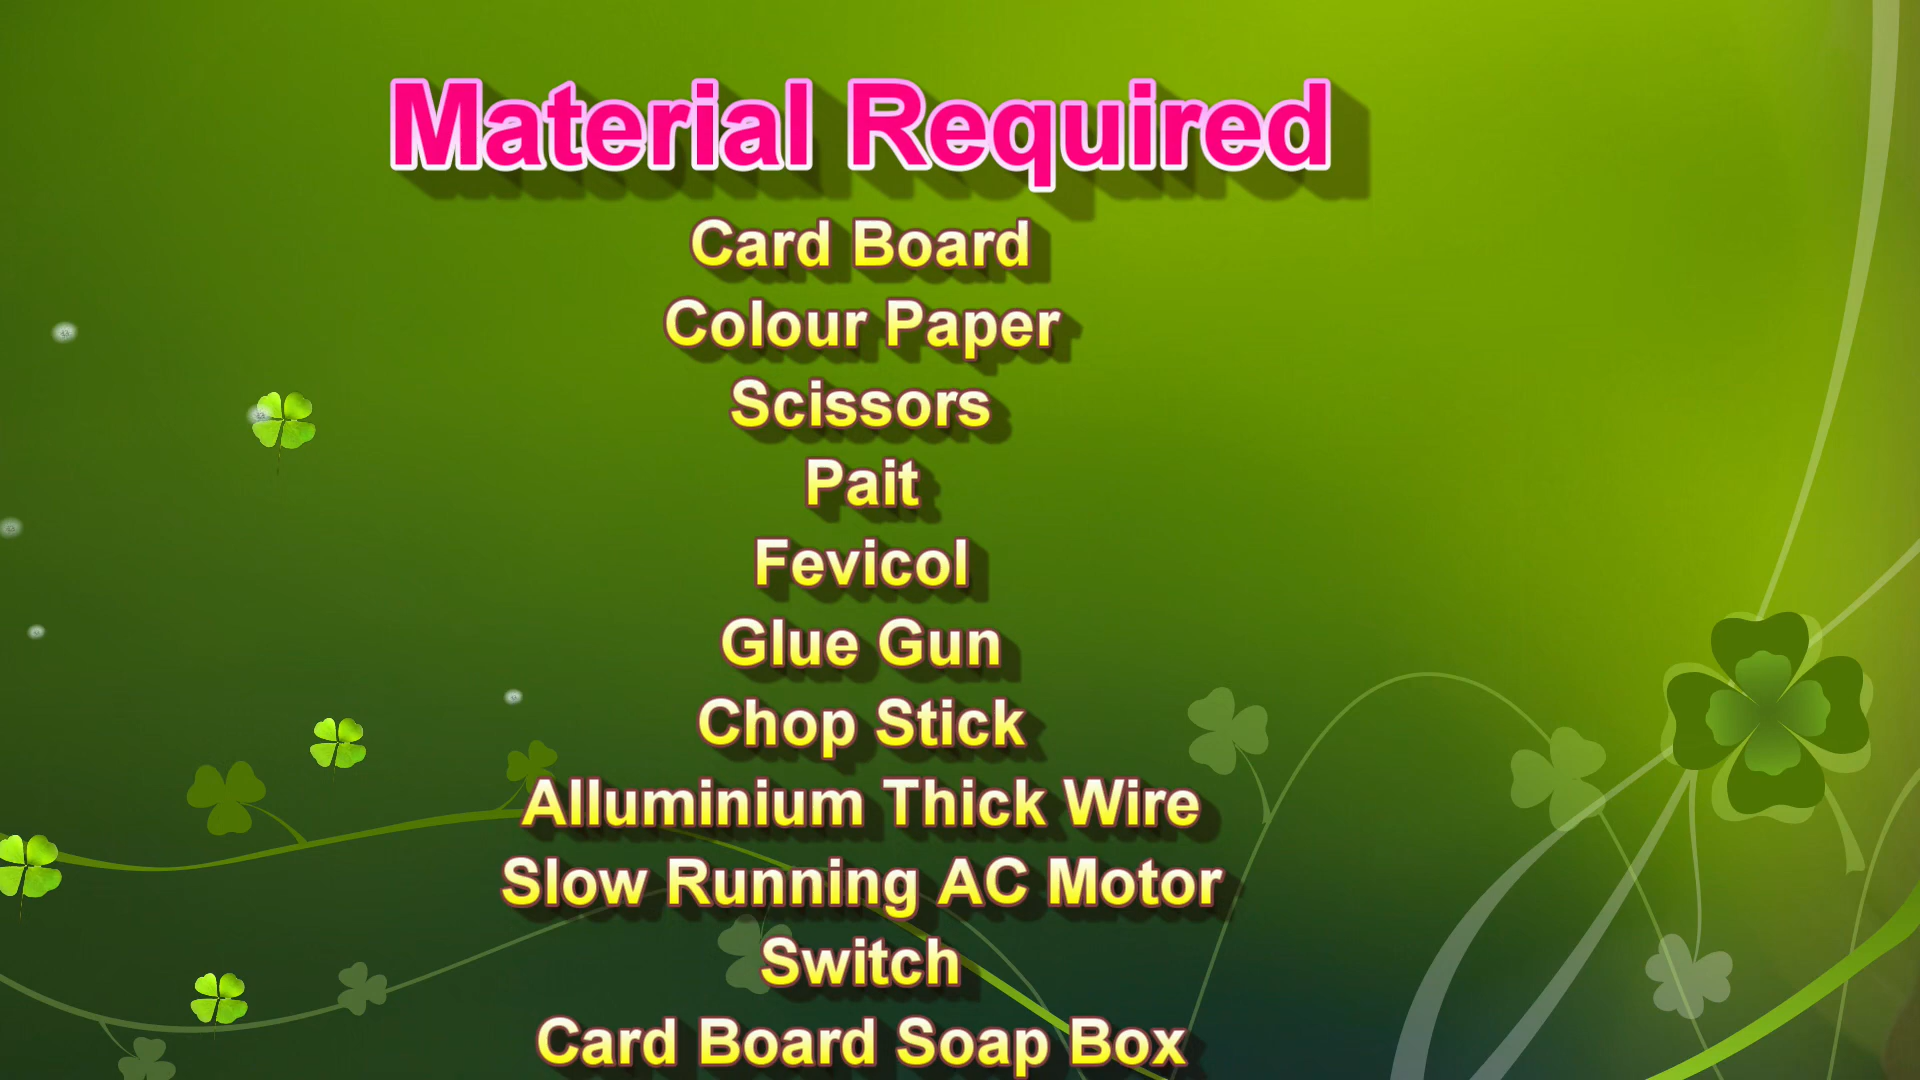 Material Required
Card Board
Colour Paper
Scissors
Pait
Fevicol
Glue Gun
Chop Stick
Alluminium Thick Wire
Slow Running AC Motor
Switch
Card Board Soap Box